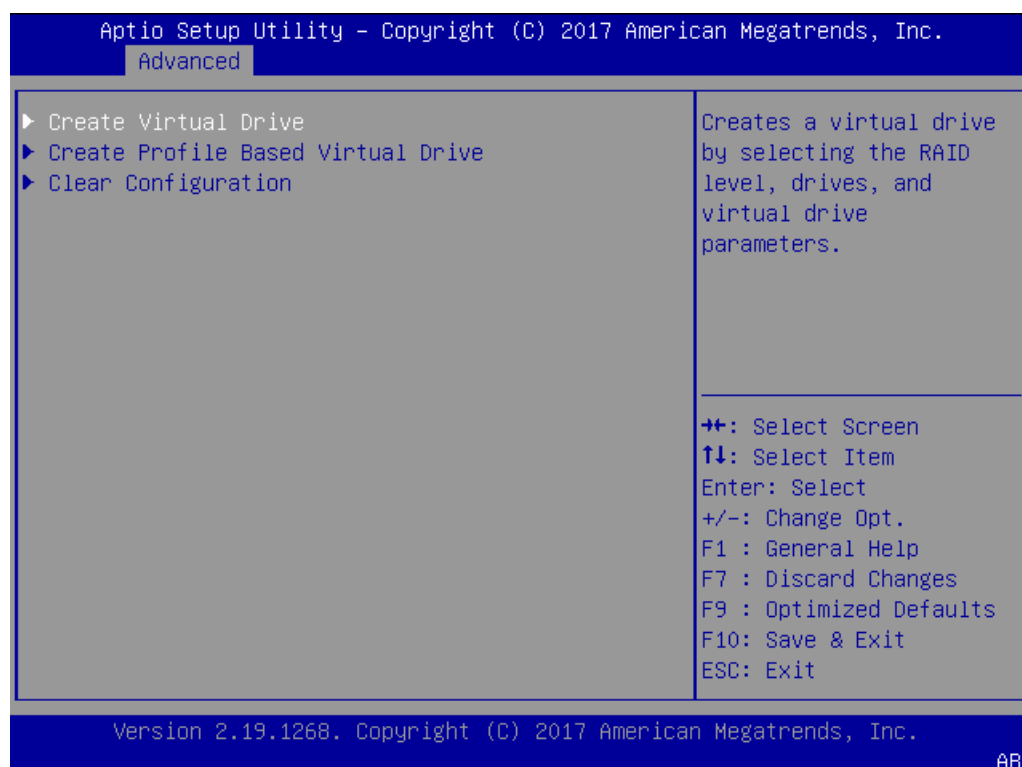 Aptio Setup Utility – Copyright (C) 2017 American Megatrends, Inc.
Advanced
▶ Create Virtual Drive
▶ Create Profile Based Virtual Drive
▶ Clear Configuration
Creates a virtual drive
by selecting the RAID
level, drives, and
virtual drive
parameters.
→←: Select Screen
↑↓: Select Item
Enter: Select
+/-: Change Opt.
F1 : General Help
F7 : Discard Changes
F9 : Optimized Defaults
F10: Save & Exit
ESC: Exit
Version 2.19.1268. Copyright (C) 2017 American Megatrends, Inc.
AB